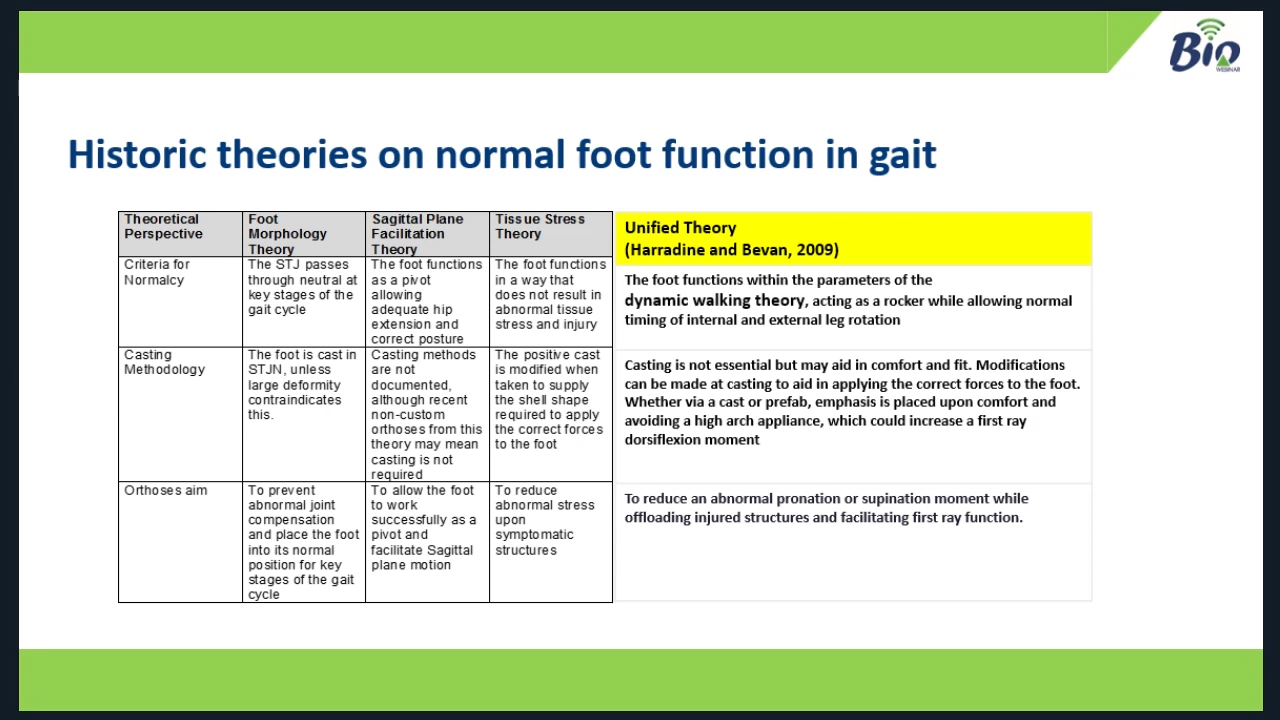 Bio
WEBINAR
Historic theories on normal foot function in gait
Theoretical
Perspective
Foot
Morphology
Theory
Sagittal Plane
Facilitation
Theory
Tissue Stress
Theory
Unified Theory
(Harradine and Bevan, 2009)
Criteria for
Normalcy
The STJ passes
through neutral at
key stages of the
gait cycle
The foot functions
as a pivot
allowing
adequate hip
extension and
correct posture
The foot functions
in a way that
does not result in
abnormal tissue
stress and injury
The foot functions within the parameters of the
dynamic walking theory, acting as a rocker while allowing normal
timing of internal and external leg rotation
Casting
Methodology
The foot is cast in
STJN, unless
large deformity
contraindicates
this.
Casting methods
are not
documented,
although recent
non-custom
orthoses from this
theory may mean
casting is not
required
The positive cast
is modified when
taken to supply
the shell shape
required to apply
the correct forces
to the foot
Casting is not essential but may aid in comfort and fit. Modifications
can be made at casting to aid in applying the correct forces to the foot.
Whether via a cast or prefab, emphasis is placed upon comfort and
avoiding a high arch appliance, which could increase a first ray
dorsiflexion moment
Orthoses aim
To prevent
abnormal joint
compensation
and place the foot
into its normal
position for key
stages of the gait
cycle
To allow the foot
to work
successfully as a
pivot and
facilitate Sagittal
plane motion
To reduce
abnormal stress
upon
symptomatic
structures
To reduce an abnormal pronation or supination moment while
offloading injured structures and facilitating first ray function.